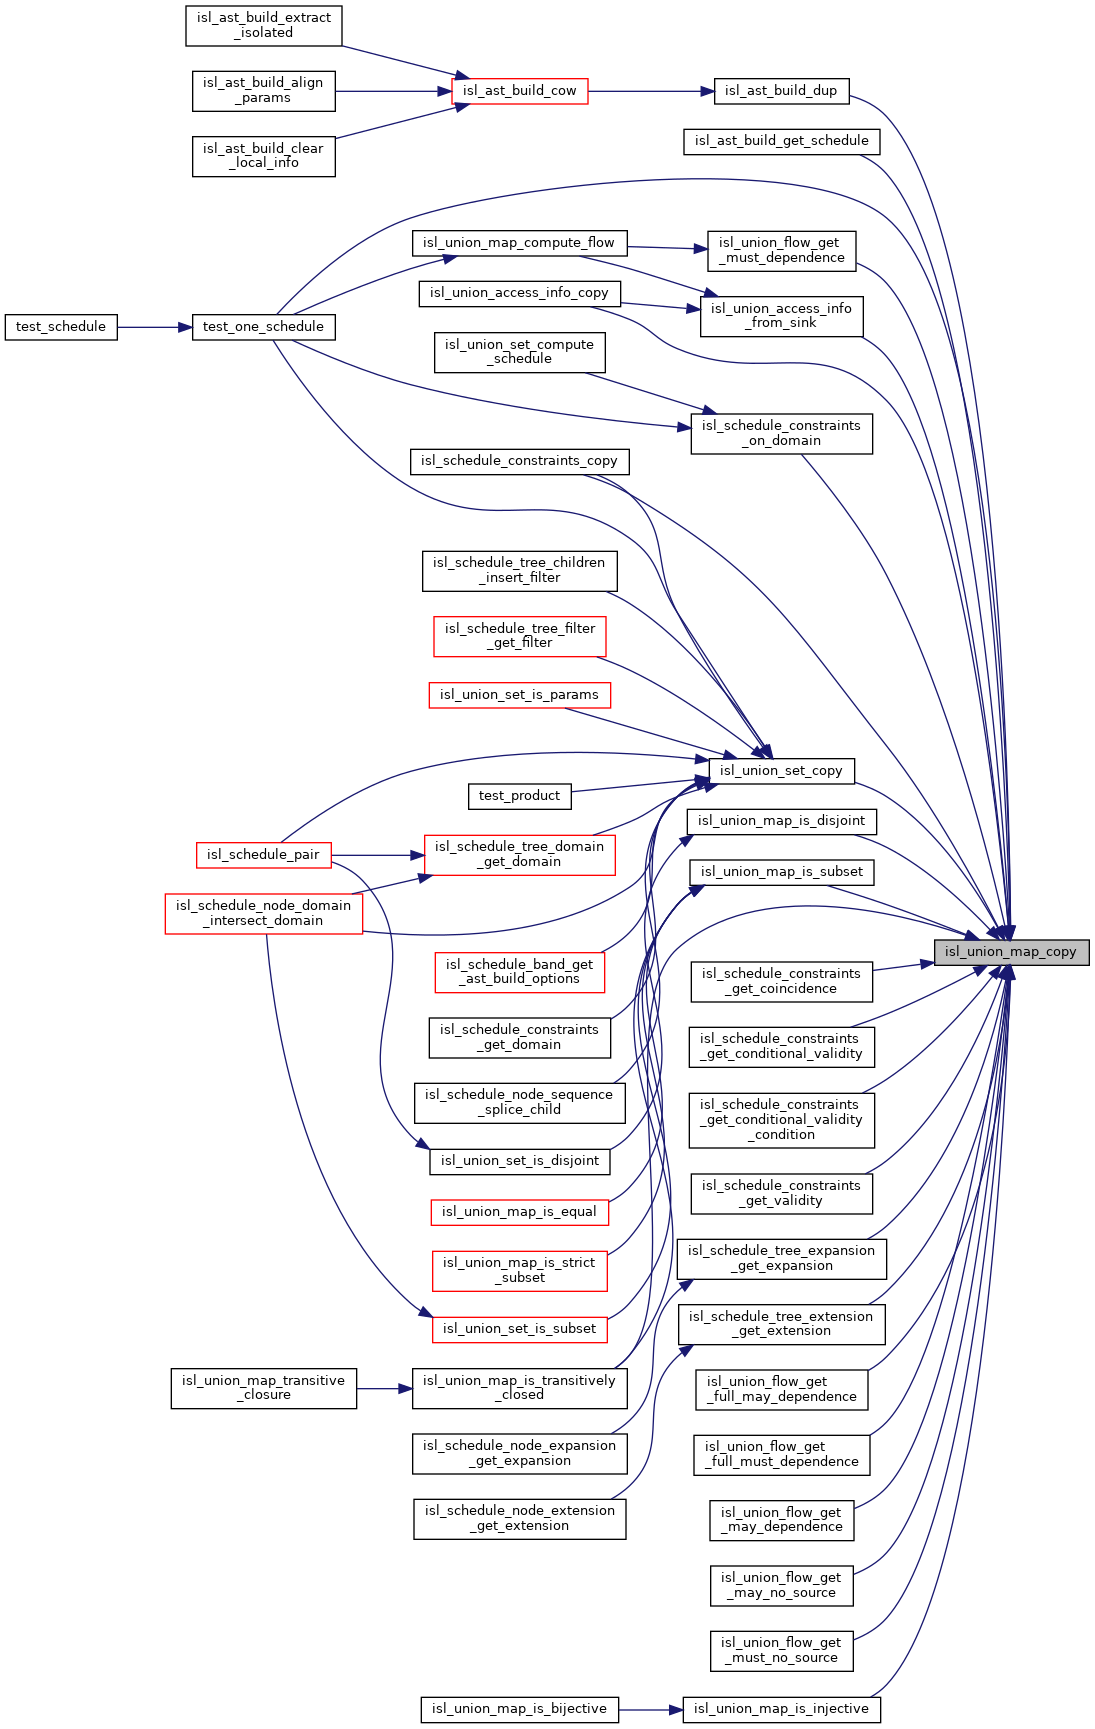 isl_ast_build_extract
_isolated
isl_ast_build_align
_params
isl_ast_build_cow
isl_ast_build_dup
isl_ast_build_get_schedule
isl_ast_build_clear
_local_info
isl_union_map_compute_flow
isl_union_flow_get
_must_dependence
isl_union_access_info_copy
isl_union_access_info
_from_sink
test_schedule
test_one_schedule
isl_union_set_compute
_schedule
isl_schedule_constraints
_on_domain
isl_schedule_constraints_copy
isl_schedule_tree_children
_insert_filter
isl_schedule_tree_filter
_get_filter
isl_union_set_is_params
isl_union_set_copy
test_product
isl_union_map_is_disjoint
isl_schedule_pair
isl_schedule_tree_domain
_get_domain
isl_union_map_is_subset
isl_schedule_node_domain
_intersect_domain
isl_union_map_copy
isl_schedule_band_get
_ast_build_options
isl_schedule_constraints
_get_coincidence
isl_schedule_constraints
_get_domain
isl_schedule_constraints
_get_conditional_validity
isl_schedule_node_sequence
_splice_child
isl_schedule_constraints
_get_conditional_validity
_condition
isl_union_set_is_disjoint
isl_schedule_constraints
_get_validity
isl_union_map_is_equal
isl_schedule_tree_expansion
_get_expansion
isl_union_map_is_strict
_subset
isl_union_set_is_subset
isl_schedule_tree_extension
_get_extension
isl_union_map_transitive
_closure
isl_union_map_is_transitively
_closed
isl_union_flow_get
_full_may_dependence
isl_schedule_node_expansion
_get_expansion
isl_union_flow_get
_full_must_dependence
isl_schedule_node_extension
_get_extension
isl_union_flow_get
_may_dependence
isl_union_flow_get
_may_no_source
isl_union_flow_get
_must_no_source
isl_union_map_is_bijective
isl_union_map_is_injective